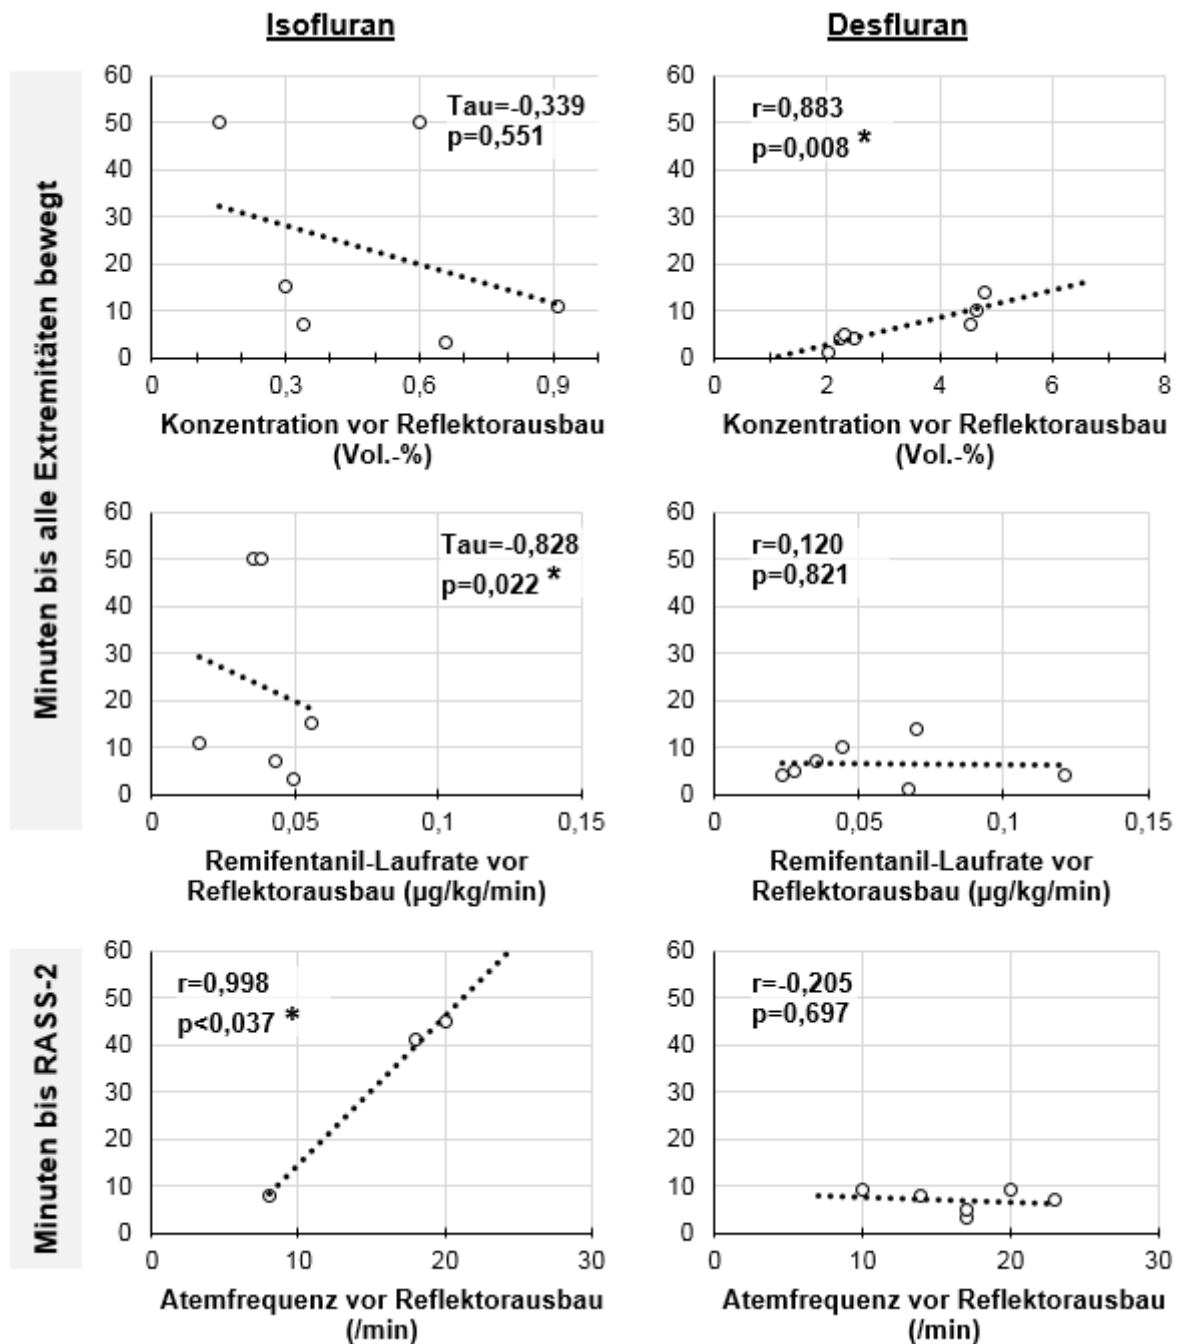 Isofluran
Desfluran
Minuten bis alle Extremitäten bewegt
60
50
40
30
20
10
0
Tau=-0,339
p=0,551
0
0,3
0,6
0,9
Konzentration vor Reflektorausbau
(Vol.-%)
60
50
40
30
20
10
0
r=0,883
p=0,008 *
0
2
4
6
8
Konzentration vor Reflektorausbau
(Vol.-%)
60
50
40
30
20
10
0
Tau=-0,828
p=0,022 *
0
0,05
0,1
0,15
Remifentanil-Laufrate vor
Reflektorausbau (µg/kg/min)
60
50
40
30
20
10
0
r=0,120
p=0,821
0
0,05
0,1
0,15
Remifentanil-Laufrate vor
Reflektorausbau (µg/kg/min)
Minuten bis RASS-2
60
50
40
30
20
10
0
r=0,998
p<0,037 *
0
10
20
30
Atemfrequenz vor Reflektorausbau
(/min)
60
50
40
30
20
10
0
r=-0,205
p=0,697
0
10
20
30
Atemfrequenz vor Reflektorausbau
(/min)